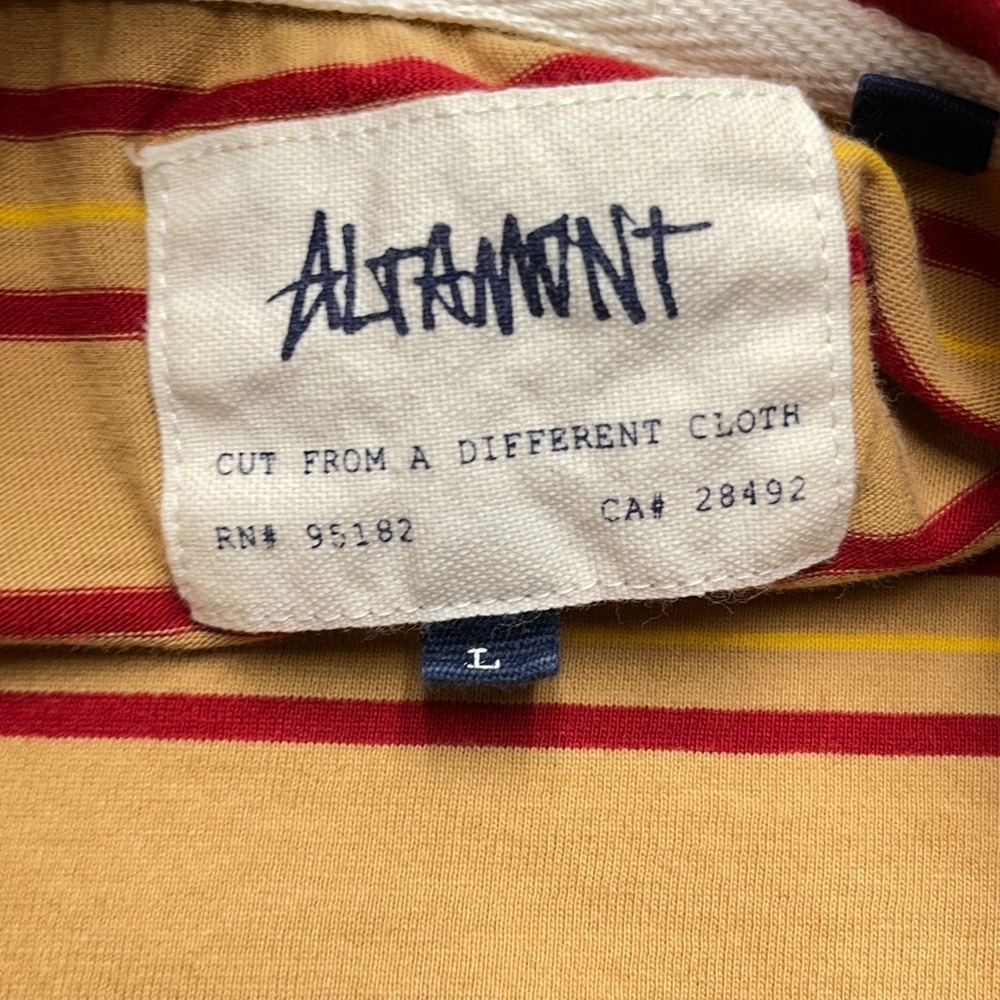 ALTAMONT
CUT FROM A DIFFERENT CLOTH
RN# 95182 CA# 28492
L